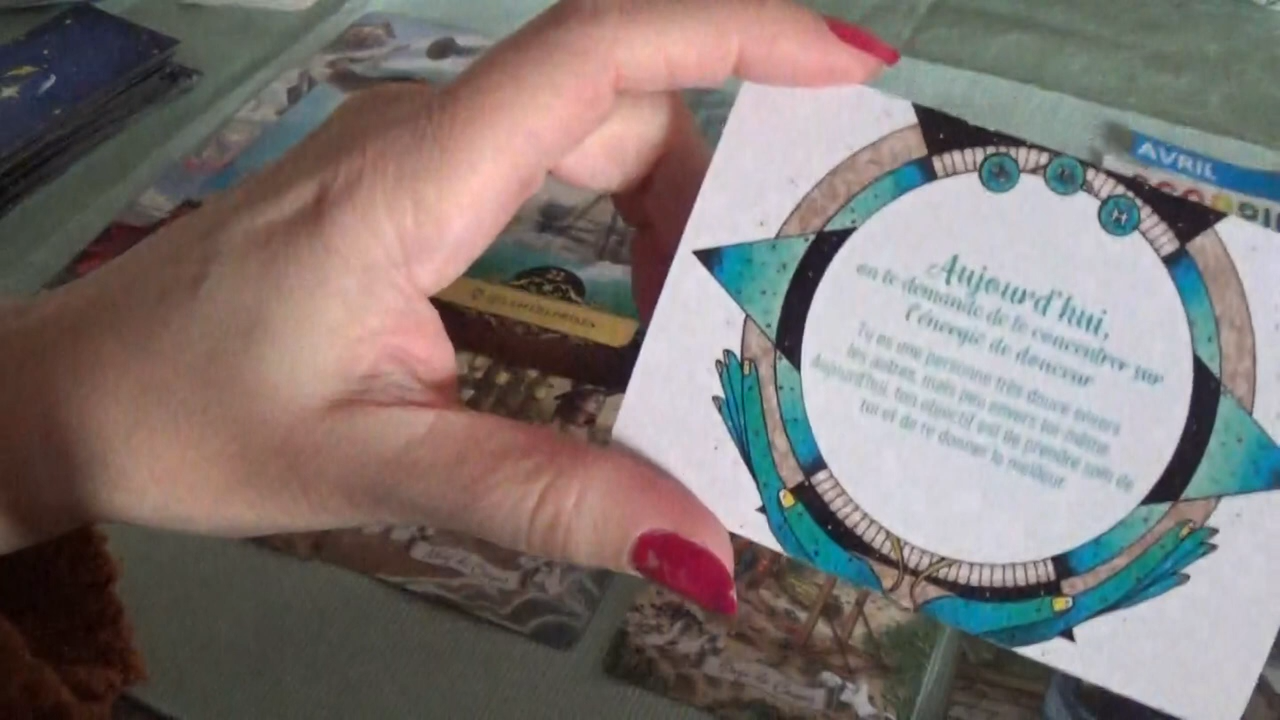 AVRIL
Aujourd'hui,
on te demande de te concentrer sur
l'énergie de douceur
Tu es une personne très douce envers
les autres, mais peu envers toi-même.
Aujourd'hui, ton objectif est de prendre soin de
toi et de te donner le meilleur.